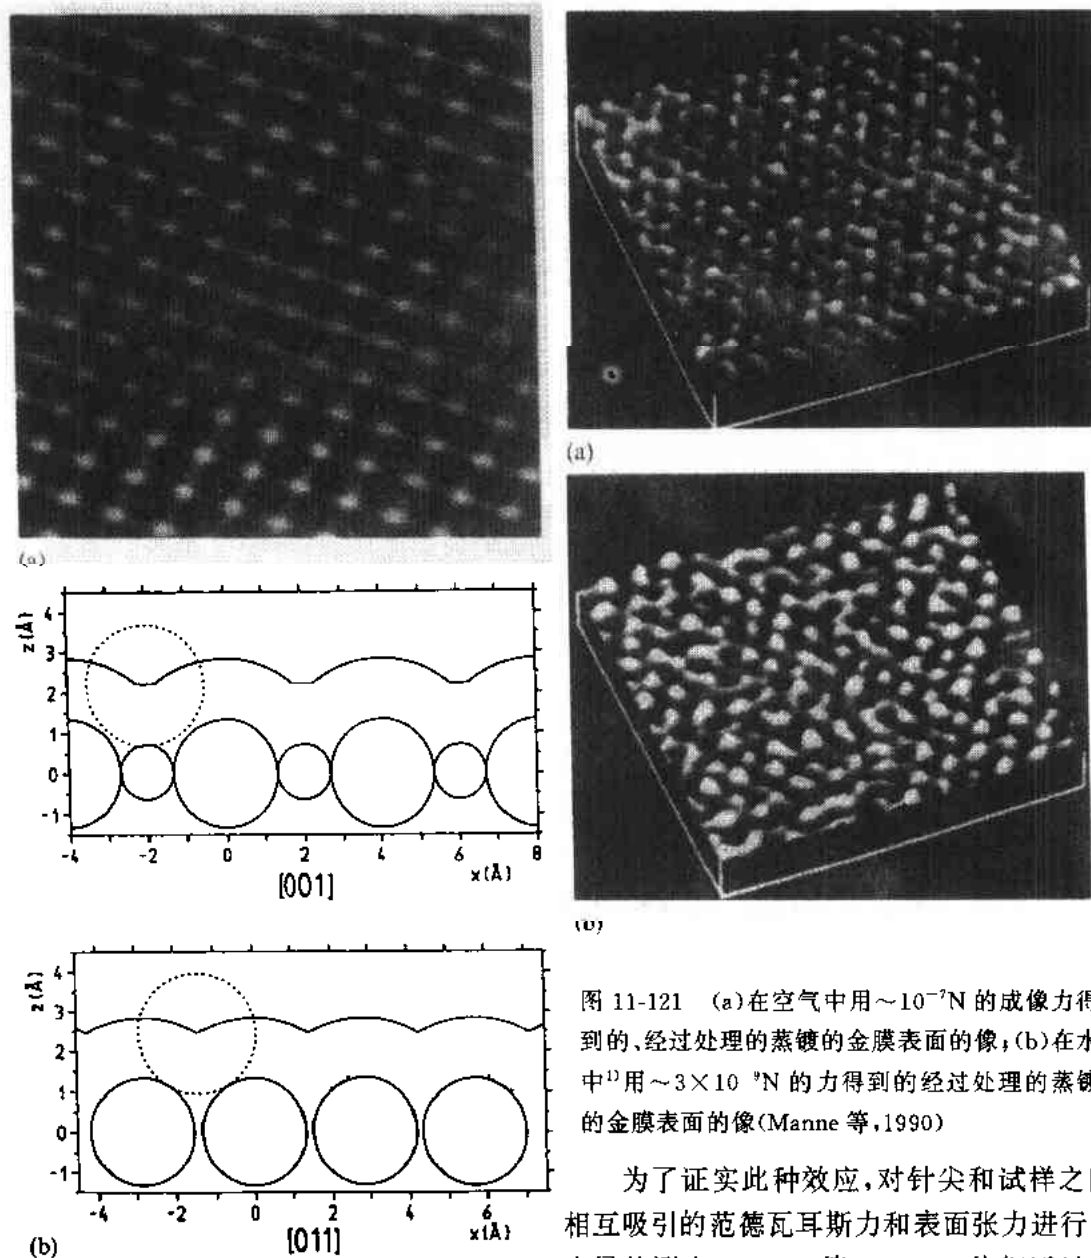 (a)
z(Å)
4
3
2
1
0
-1
-4
-2
0
2
4
6
8
x(Å)
[001]
z(Å)
4
3
2
1
0
-1
-4
-2
0
2
4
6
x(Å)
[011]
(b)
(a)
(b)
图 11-121 (a)在空气中用~10⁻⁷N 的成像力得
到的、经过处理的蒸镀的金膜表面的像;(b)在水
中¹⁾用~3×10⁻⁹N 的力得到的经过处理的蒸镀
的金膜表面的像(Manne 等,1990)
为了证实此种效应,对针尖和试样之
相互吸引的范德瓦耳斯力和表面张力进行